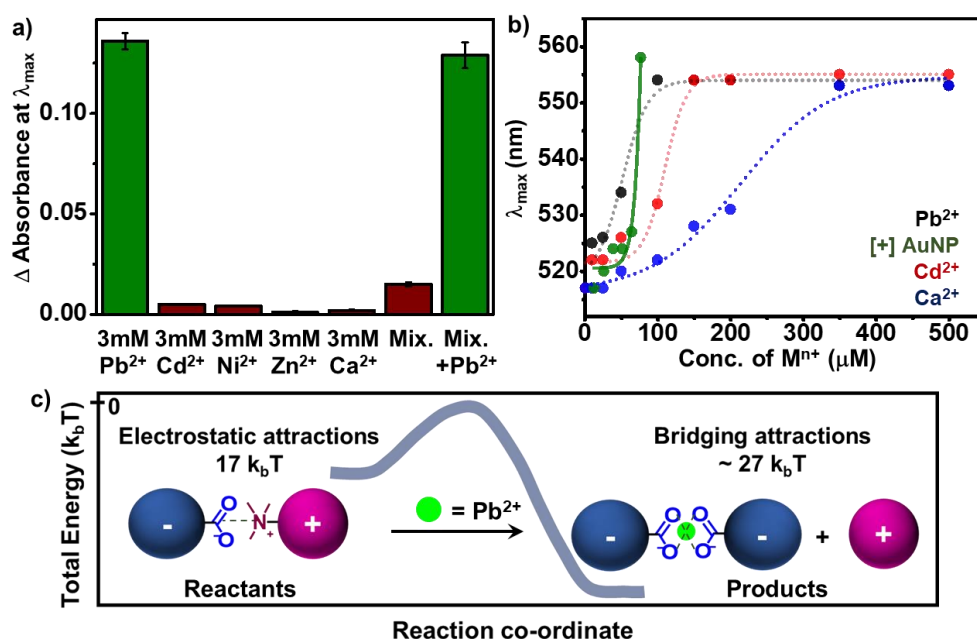 a)
Δ Absorbance at λmax
0.10
0.05
0.00
3mM 3mM 3mM 3mM 3mM Mix. Mix.
Pb²⁺ Cd²⁺ Ni²⁺ Zn²⁺ Ca²⁺ +Pb²⁺
b)
λmax (nm)
560
550
530
520
Pb²⁺
[+] AuNP
Cd²⁺
Ca²⁺
0 100 200 300 400 500
Conc. of Mⁿ⁺ (μM)
c)
Total Energy (kbT)
0
Electrostatic attractions
17 kbT
Bridging attractions
~ 27 kbT
= Pb²⁺
- C O O⁻ N + +
- O O⁻ O O⁻ - + +
Reactants
Products
Reaction co-ordinate